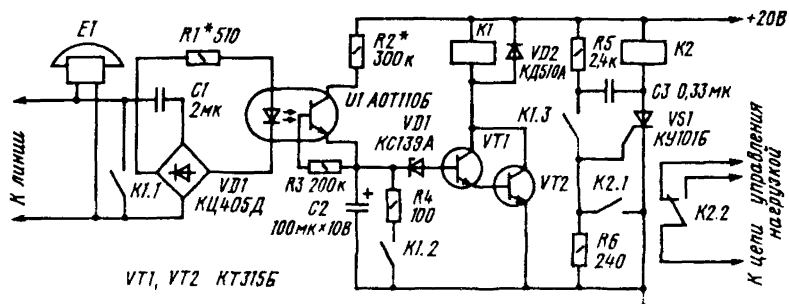 E1
R1* 510
C1
2мк
К линии
K1.1
VD1
КЦ405Д
U1 АОТ110Б
R2*
300к
R3 200к
C2
100мк×10В
+
VD1
КС139А
R4
100
K1.2
VT1
VT2
K1
VD2
КД510А
R5
2,4к
K1.3
C3 0,33мк
K2
VS1
КУ101Б
K2.1
R6
240
+20В
K2.2
К цепи управления
нагрузкой
VT1, VT2 КТ315Б